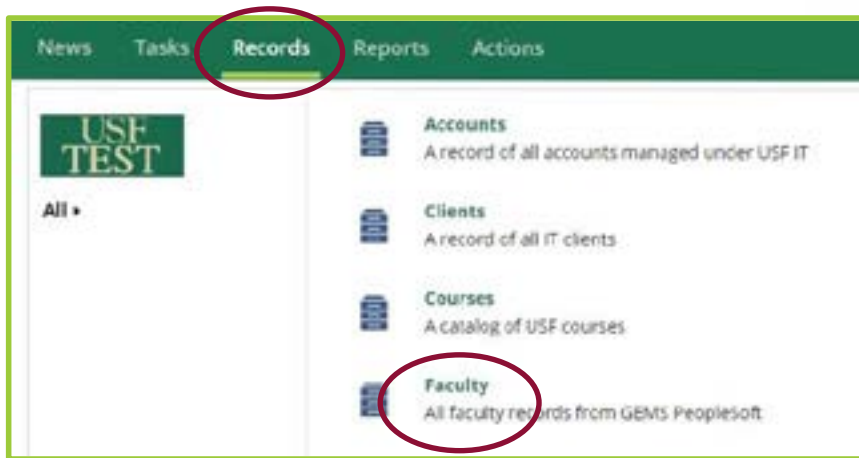 News Tasks Records Reports Actions
USF
TEST
All ▸
Accounts
A record of all accounts managed under USF IT
Clients
A record of all IT clients
Courses
A catalog of USF courses
Faculty
All faculty records from GEMS PeopleSoft